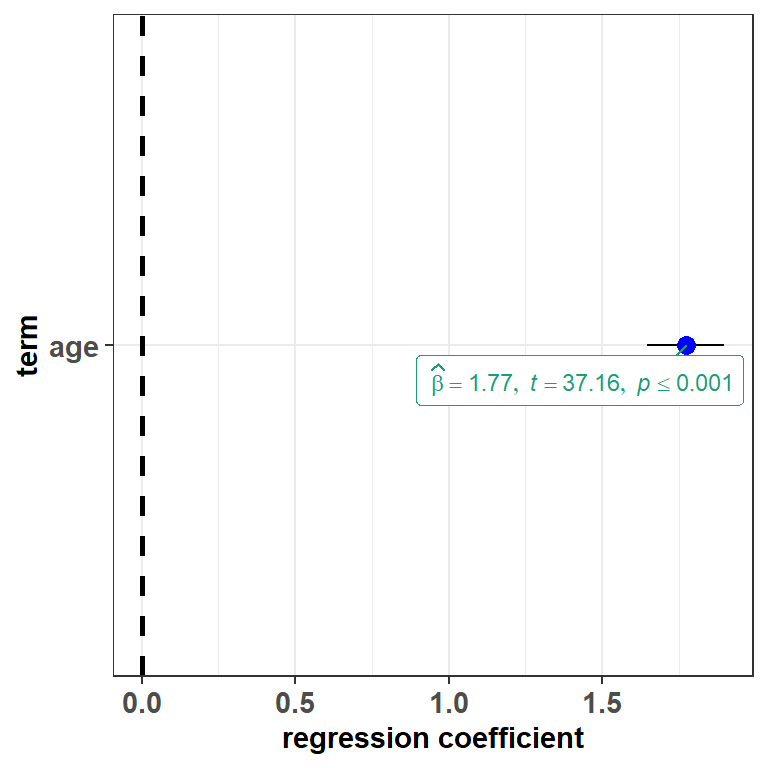 term
age
β̂ = 1.77, t = 37.16, p ≤ 0.001
0.0 0.5 1.0 1.5
regression coefficient